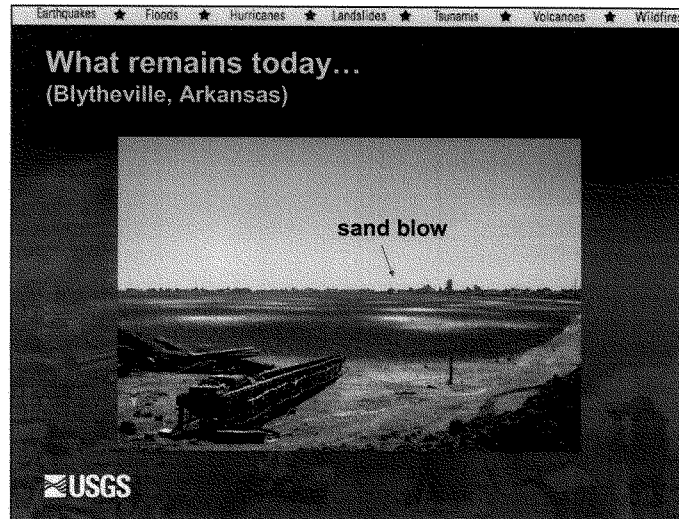 Earthquakes ★ Floods ★ Hurricanes ★ Landslides ★ Tsunamis ★ Volcanoes ★ Wildfires
What remains today…
(Blytheville, Arkansas)
sand blow
USGS